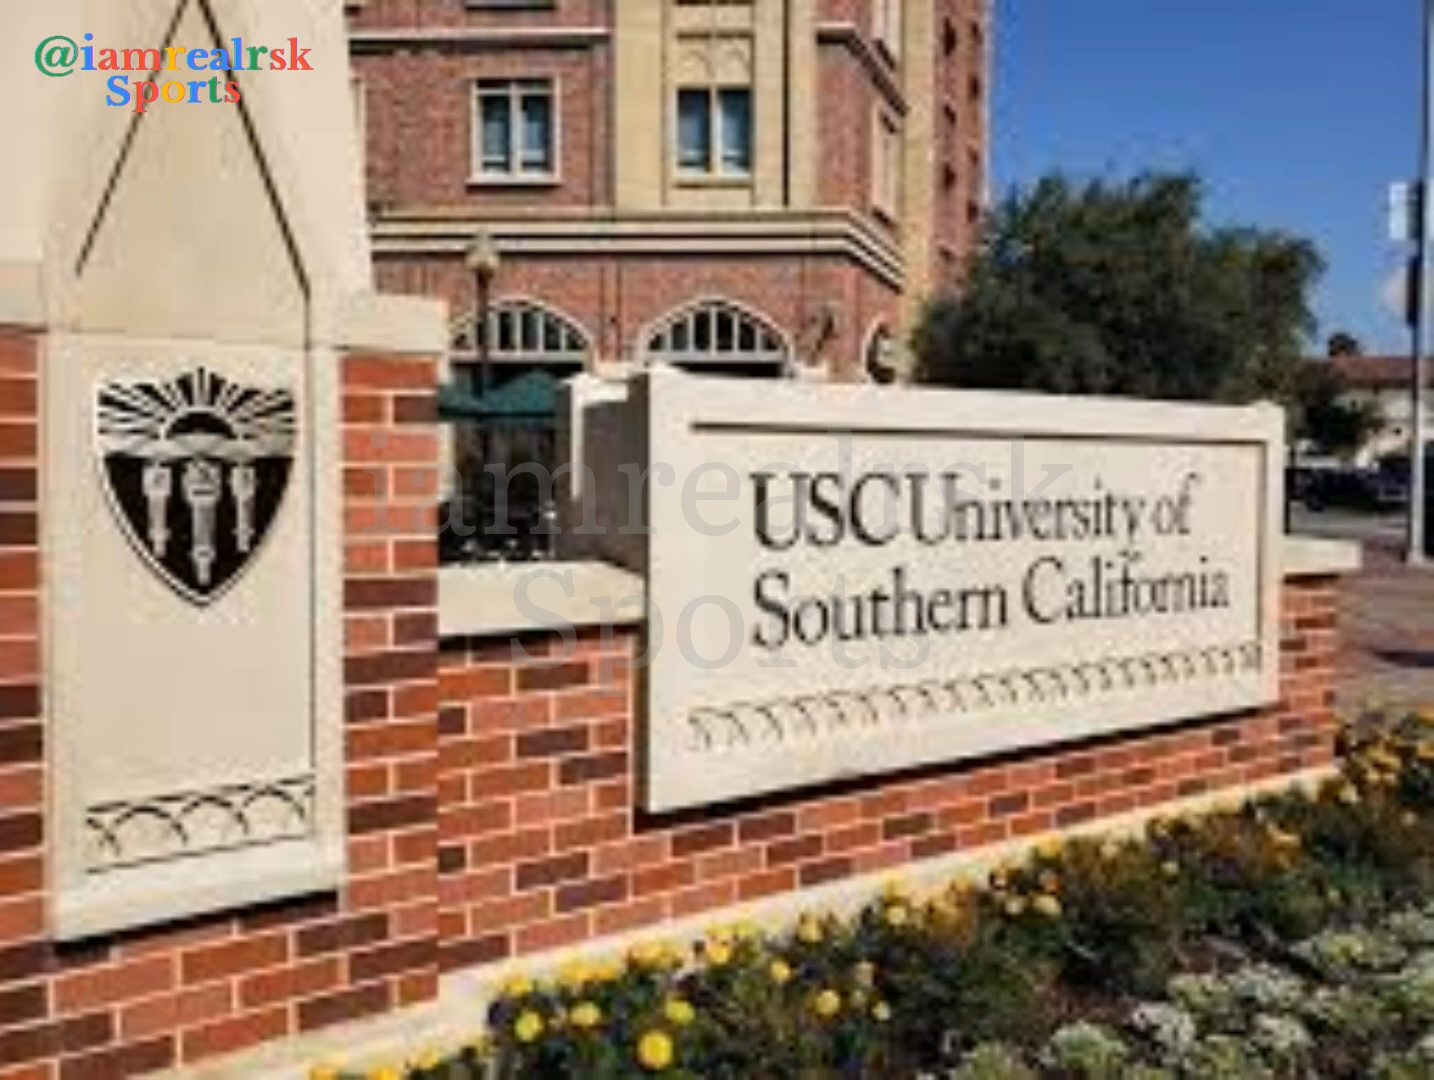 @iamrealrsk
Sports
iamrealrsk
Sports
USC University of
Southern California